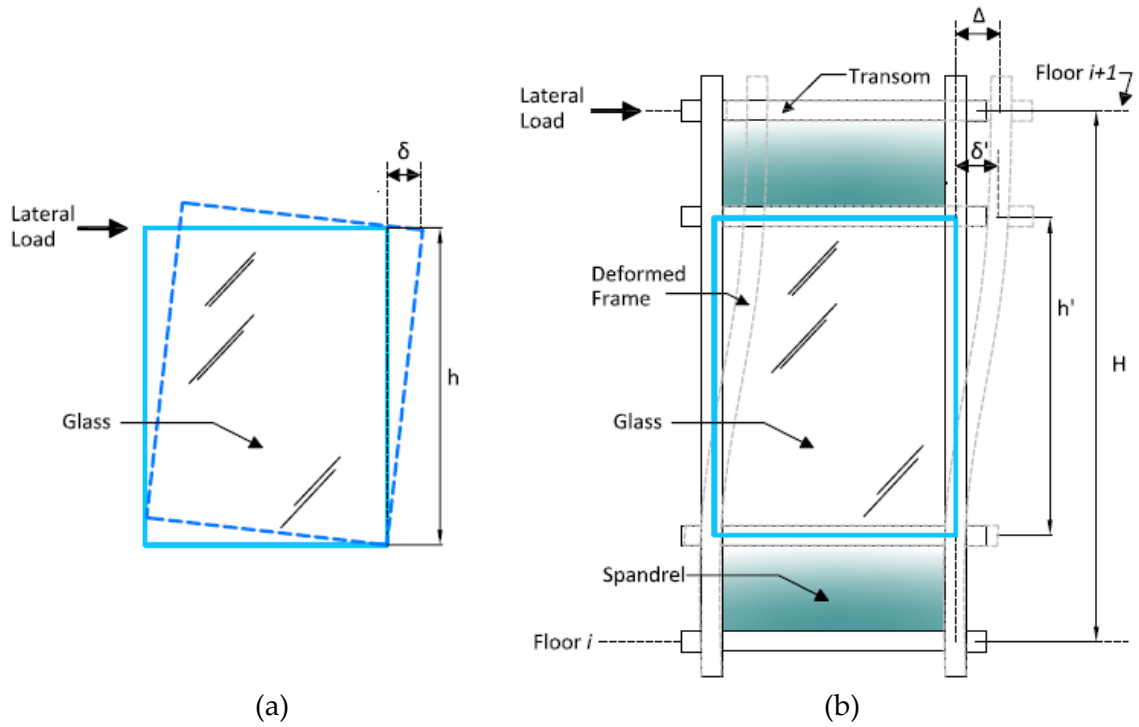 Lateral
Load
δ
Glass
h
(a)
Δ
Transom
Floor i+1
Lateral
Load
δ'
Deformed
Frame
h'
H
Glass
Spandrel
Floor i
(b)